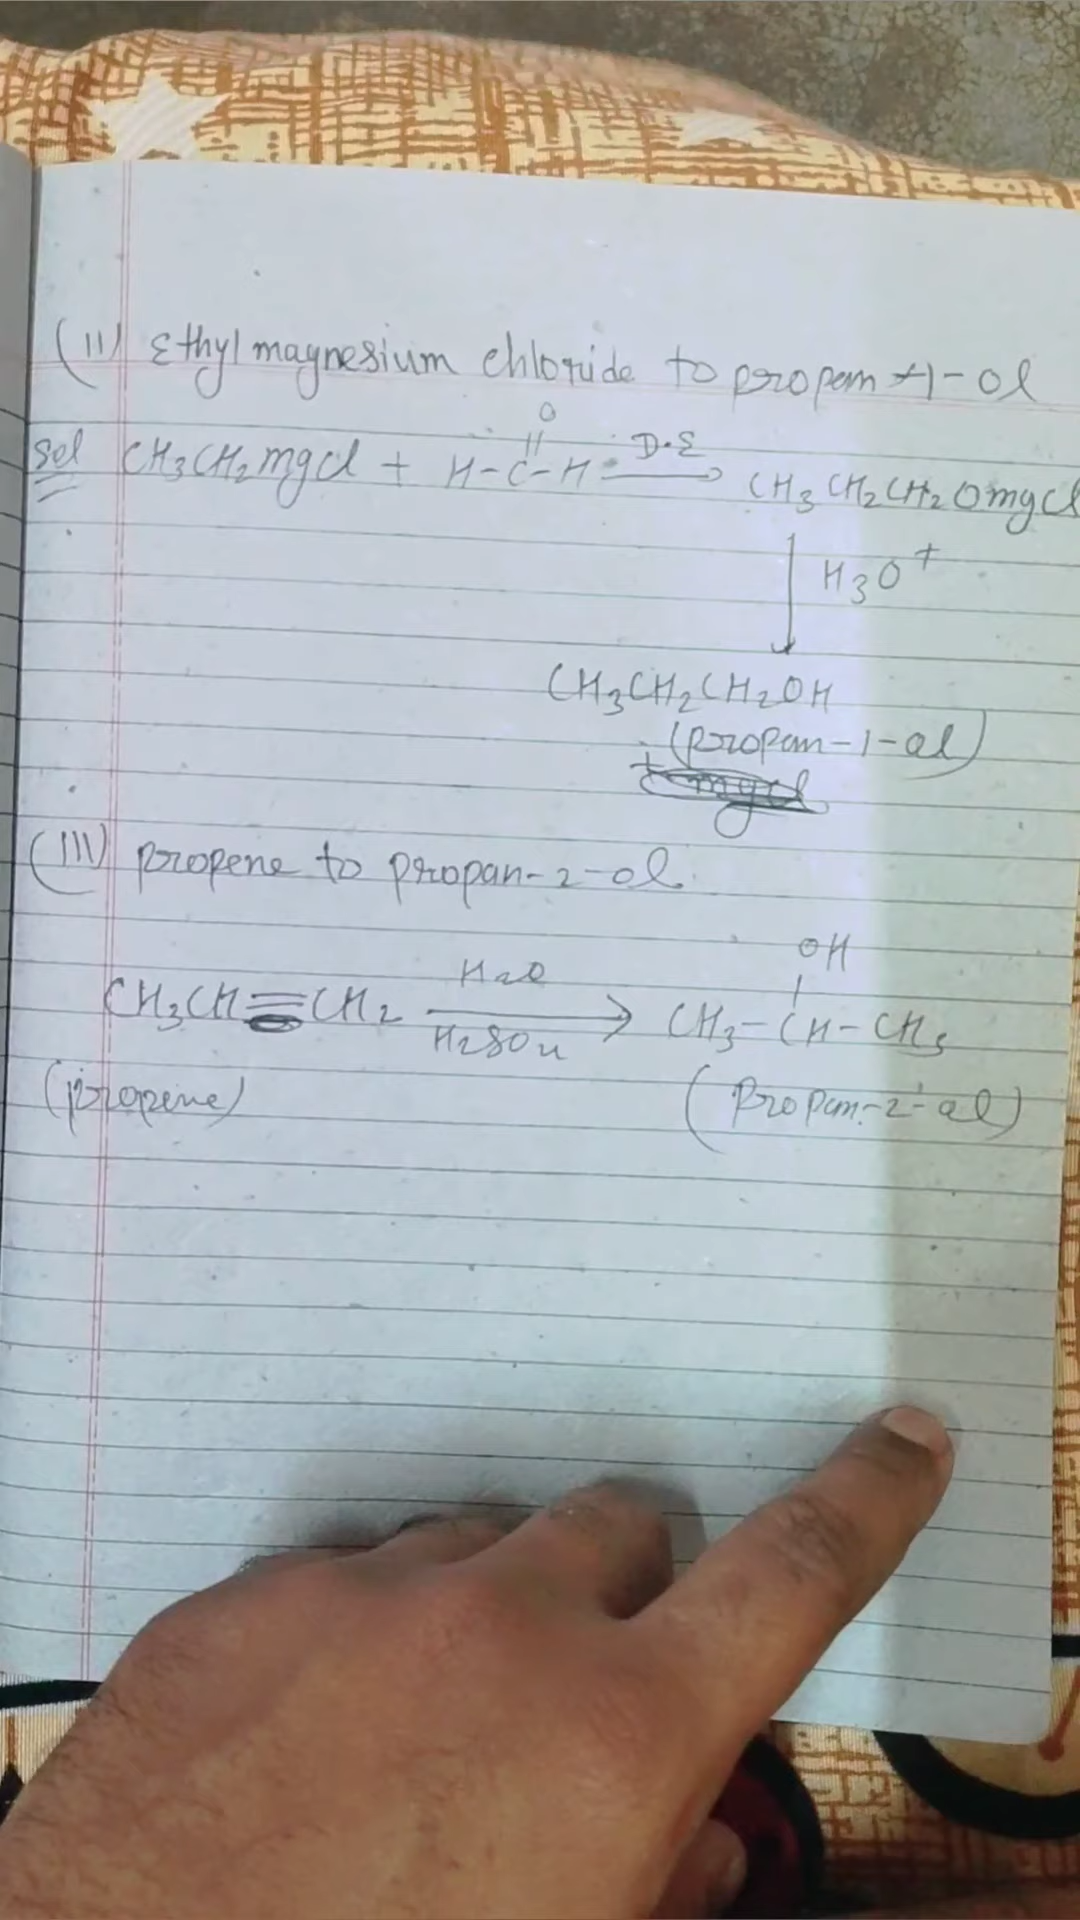 (II) Ethyl magnesium chloride to propan-1-ol
O
||
Sol CH3CH2mgcl + H-C-H D.E → CH3CH2CH2Omgcl
↓ H3O+
CH3CH2CH2OH
(propan-1-ol)
+ mgcl
(III) propene to propan-2-ol
OH
|
CH3CH=CH2 H2O / H2SO4 → CH3-CH-CH3
(propene) (Propan-2-ol)